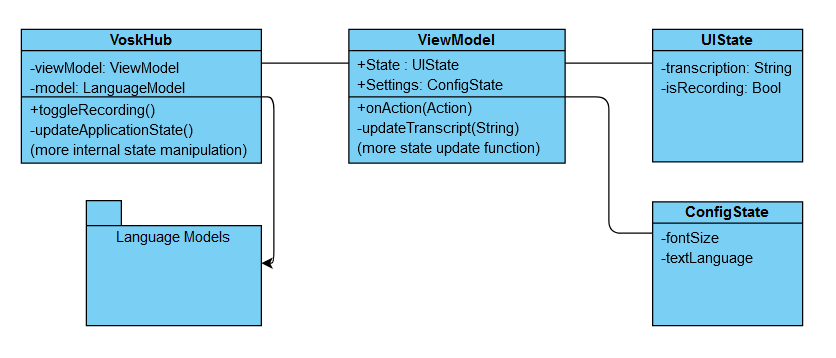 VoskHub
-viewModel: ViewModel
-model: LanguageModel
+toggleRecording()
-updateApplicationState()
(more internal state manipulation)
ViewModel
+State : UIState
+Settings: ConfigState
+onAction(Action)
-updateTranscript(String)
(more state update function)
UIState
-transcription: String
-isRecording: Bool
Language Models
ConfigState
-fontSize
-textLanguage